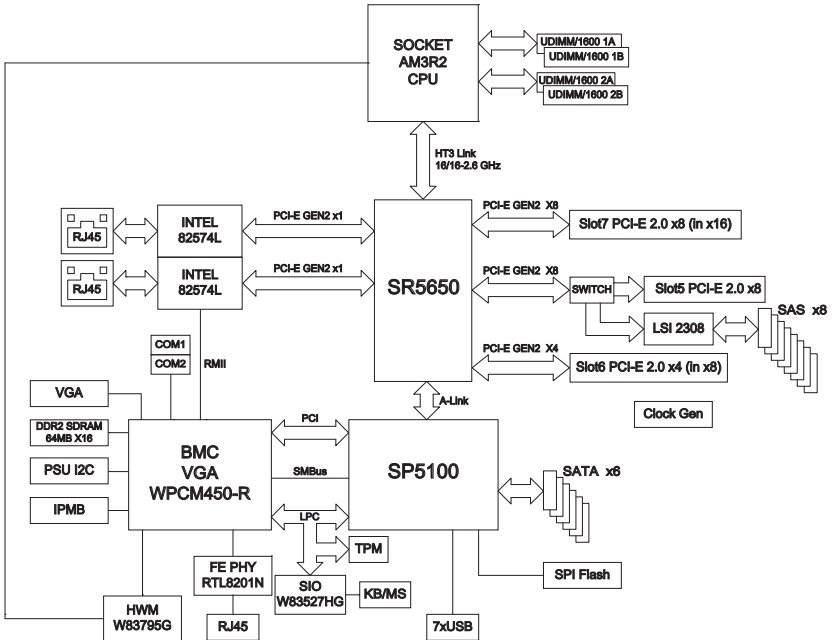 SOCKET
AM3R2
CPU
UDIMM/1600 1A
UDIMM/1600 1B
UDIMM/1600 2A
UDIMM/1600 2B
HT3 Link
16/16-2.6 GHz
RJ45
INTEL
82574L
PCI-E GEN2 x1
RJ45
INTEL
82574L
PCI-E GEN2 x1
SR5650
PCI-E GEN2 X8
Slot7 PCI-E 2.0 x8 (in x16)
PCI-E GEN2 X8
SWITCH
Slot5 PCI-E 2.0 x8
LSI 2308
SAS x8
PCI-E GEN2 X4
Slot6 PCI-E 2.0 x4 (in x8)
COM1
COM2
RMII
A-Link
Clock Gen
VGA
DDR2 SDRAM
64MB X16
PSU I2C
IPMB
BMC
VGA
WPCM450-R
PCI
SMBus
LPC
SP5100
SATA x6
TPM
FE PHY
RTL8201N
SIO
W83527HG
KB/MS
SPI Flash
HWM
W83795G
RJ45
7xUSB